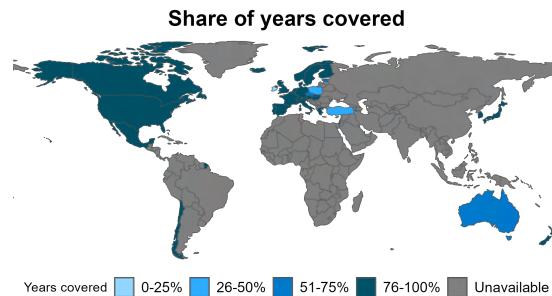 Share of years covered
Years covered 0-25% 26-50% 51-75% 76-100% Unavailable